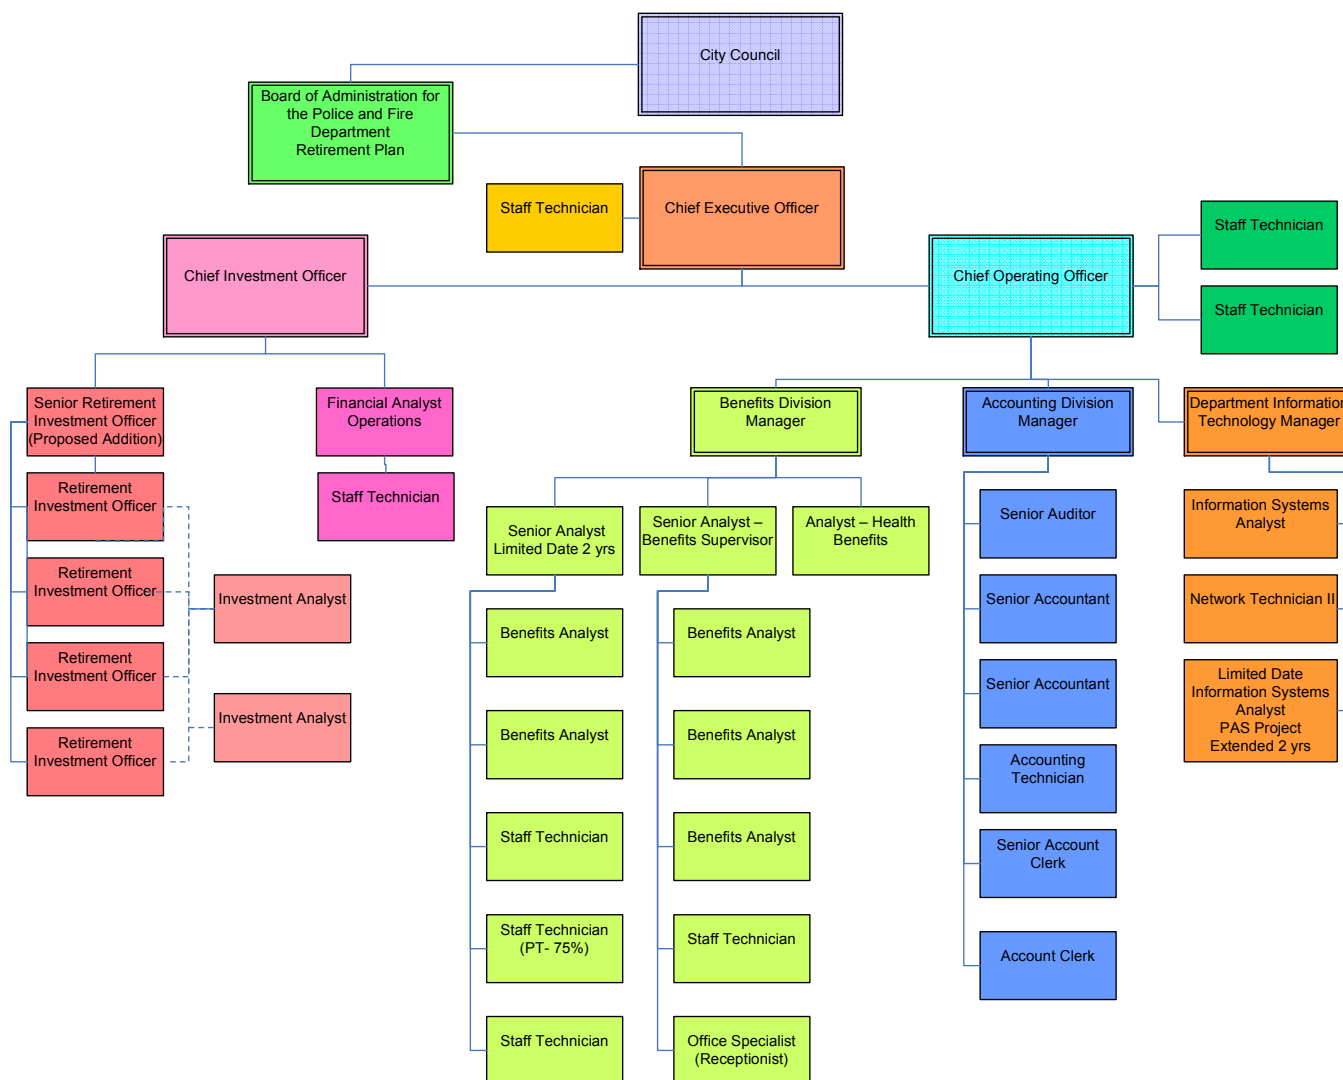 City Council
Board of Administration for
the Police and Fire
Department
Retirement Plan
Staff Technician
Chief Executive Officer
Staff Technician
Chief Investment Officer
Chief Operating Officer
Staff Technician
Senior Retirement
Investment Officer
(Proposed Addition)
Financial Analyst
Operations
Benefits Division
Manager
Accounting Division
Manager
Department Information
Technology Manager
Retirement
Investment Officer
Staff Technician
Retirement
Investment Officer
Retirement
Investment Officer
Retirement
Investment Officer
Investment Analyst
Investment Analyst
Senior Analyst
Limited Date 2 yrs
Senior Analyst –
Benefits Supervisor
Analyst – Health
Benefits
Benefits Analyst
Benefits Analyst
Staff Technician
Staff Technician
(PT- 75%)
Staff Technician
Benefits Analyst
Benefits Analyst
Benefits Analyst
Staff Technician
Office Specialist
(Receptionist)
Senior Auditor
Senior Accountant
Senior Accountant
Accounting
Technician
Senior Account
Clerk
Account Clerk
Information Systems
Analyst
Network Technician II
Limited Date
Information Systems
Analyst
PAS Project
Extended 2 yrs